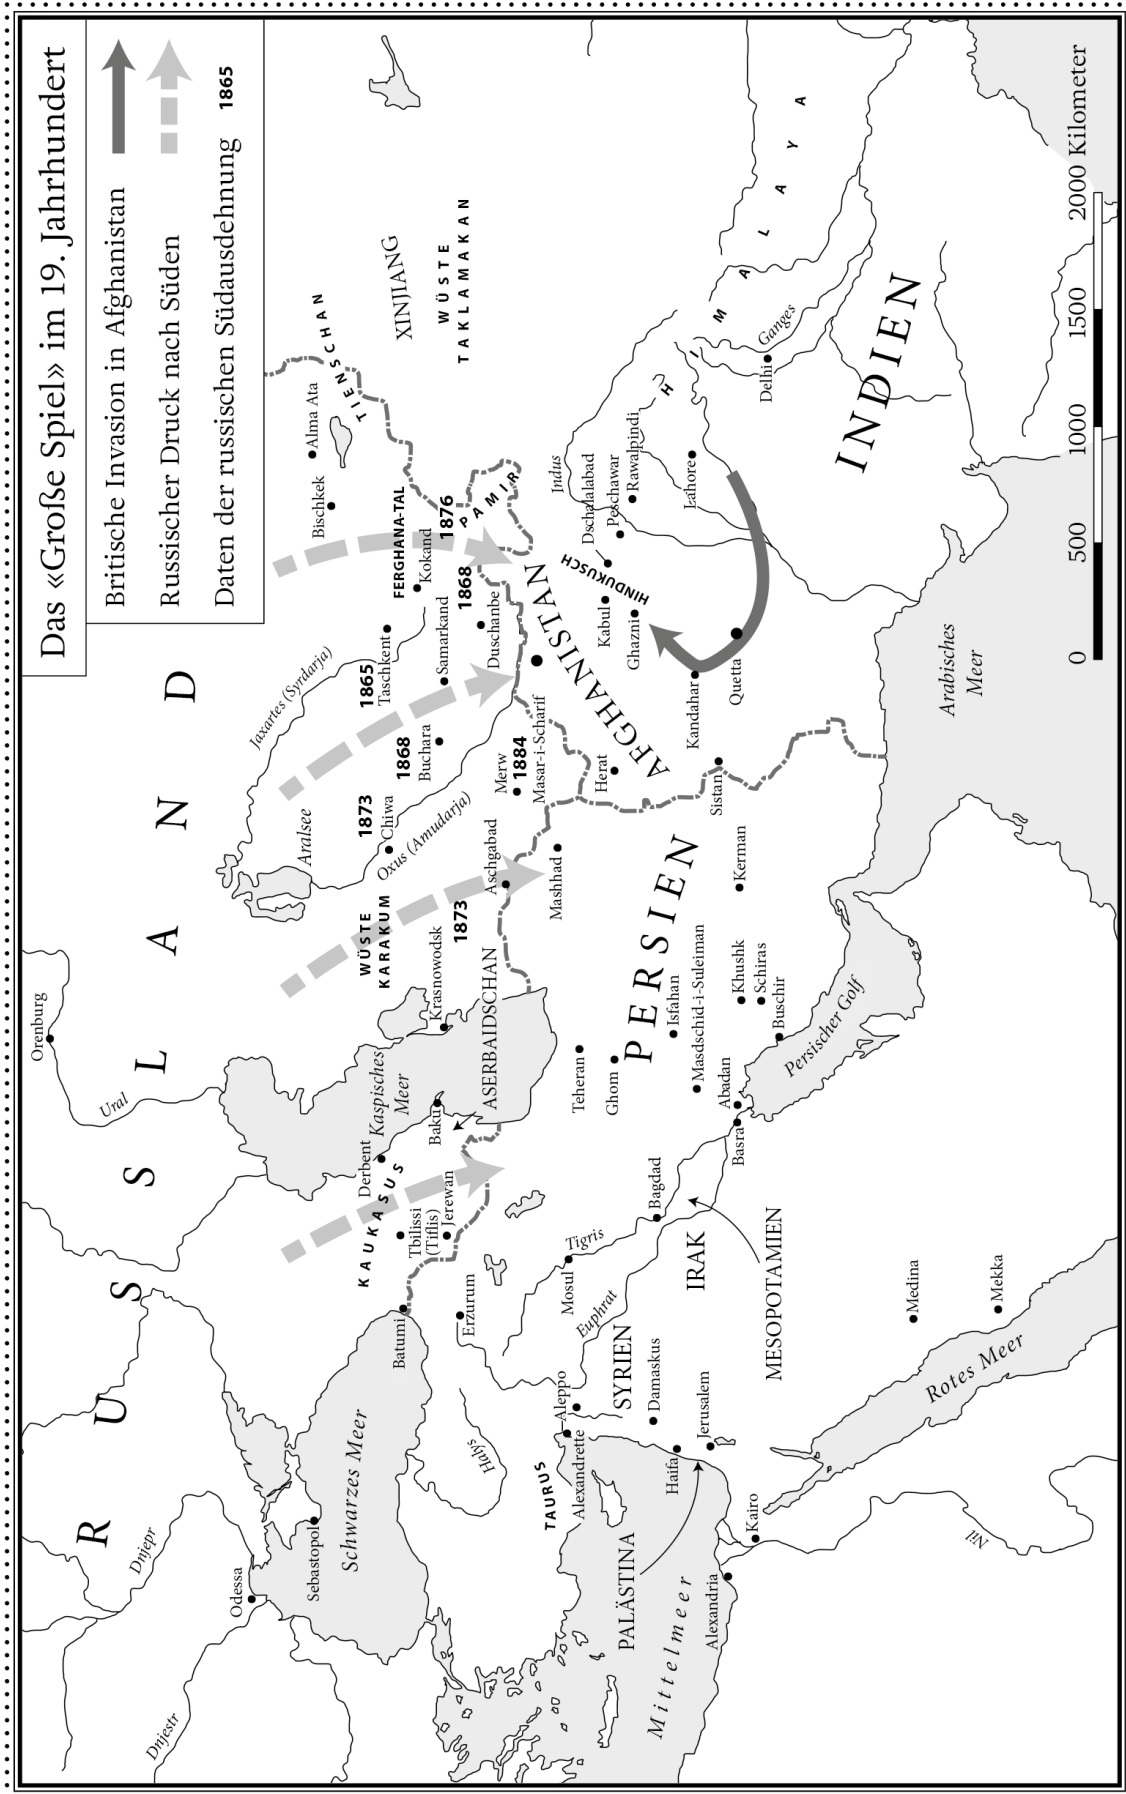 Das «Große Spiel» im 19. Jahrhundert
Britische Invasion in Afghanistan
Russischer Druck nach Süden
Daten der russischen Südausdehnung 1865
RUSSLAND
Orenburg
Ural
Dnjepr
Dnjestr
Odessa
Sebastopol
Schwarzes Meer
Batumi
KAUKASUS
Derbent
Kaspisches
Meer
Tbilissi
(Tiflis)
Jerewan
Baku
ASERBAIDSCHAN
Krasnowodsk
1873
WÜSTE
KARAKUM
Aralsee
Jaxartes (Syrdarja)
Oxus (Amudarja)
1873
Chiwa
1868
Buchara
1865
Taschkent
Samarkand
1868
Duschanbe
FERGHANA-TAL
Kokand
1876
PAMIR
Bischkek
Alma Ata
TIENSCHAN
XINJIANG
WÜSTE
TAKLAMAKAN
Aschgabad
Merw
1884
Masar-i-Scharif
Mashhad
Herat
AFGHANISTAN
HINDUKUSCH
Kabul
Ghazni
Dschalalabad
Peschawar
Rawalpindi
Indus
Lahore
Kandahar
Quetta
Sistan
HIMALAYA
Delhi
Ganges
INDIEN
Arabisches
Meer
0 500 1000 1500 2000 Kilometer
PERSIEN
Teheran
Ghom
Isfahan
Masdschid-i-Suleiman
Kerman
Khushk
Schiras
Buschir
Abadan
Basra
Persischer Golf
Erzurum
Halys
TAURUS
Alexandrette
Aleppo
Mosul
Tigris
Euphrat
Bagdad
IRAK
MESOPOTAMIEN
SYRIEN
Damaskus
Haifa
Jerusalem
PALÄSTINA
Mittelmeer
Alexandria
Kairo
Nil
Rotes Meer
Medina
Mekka